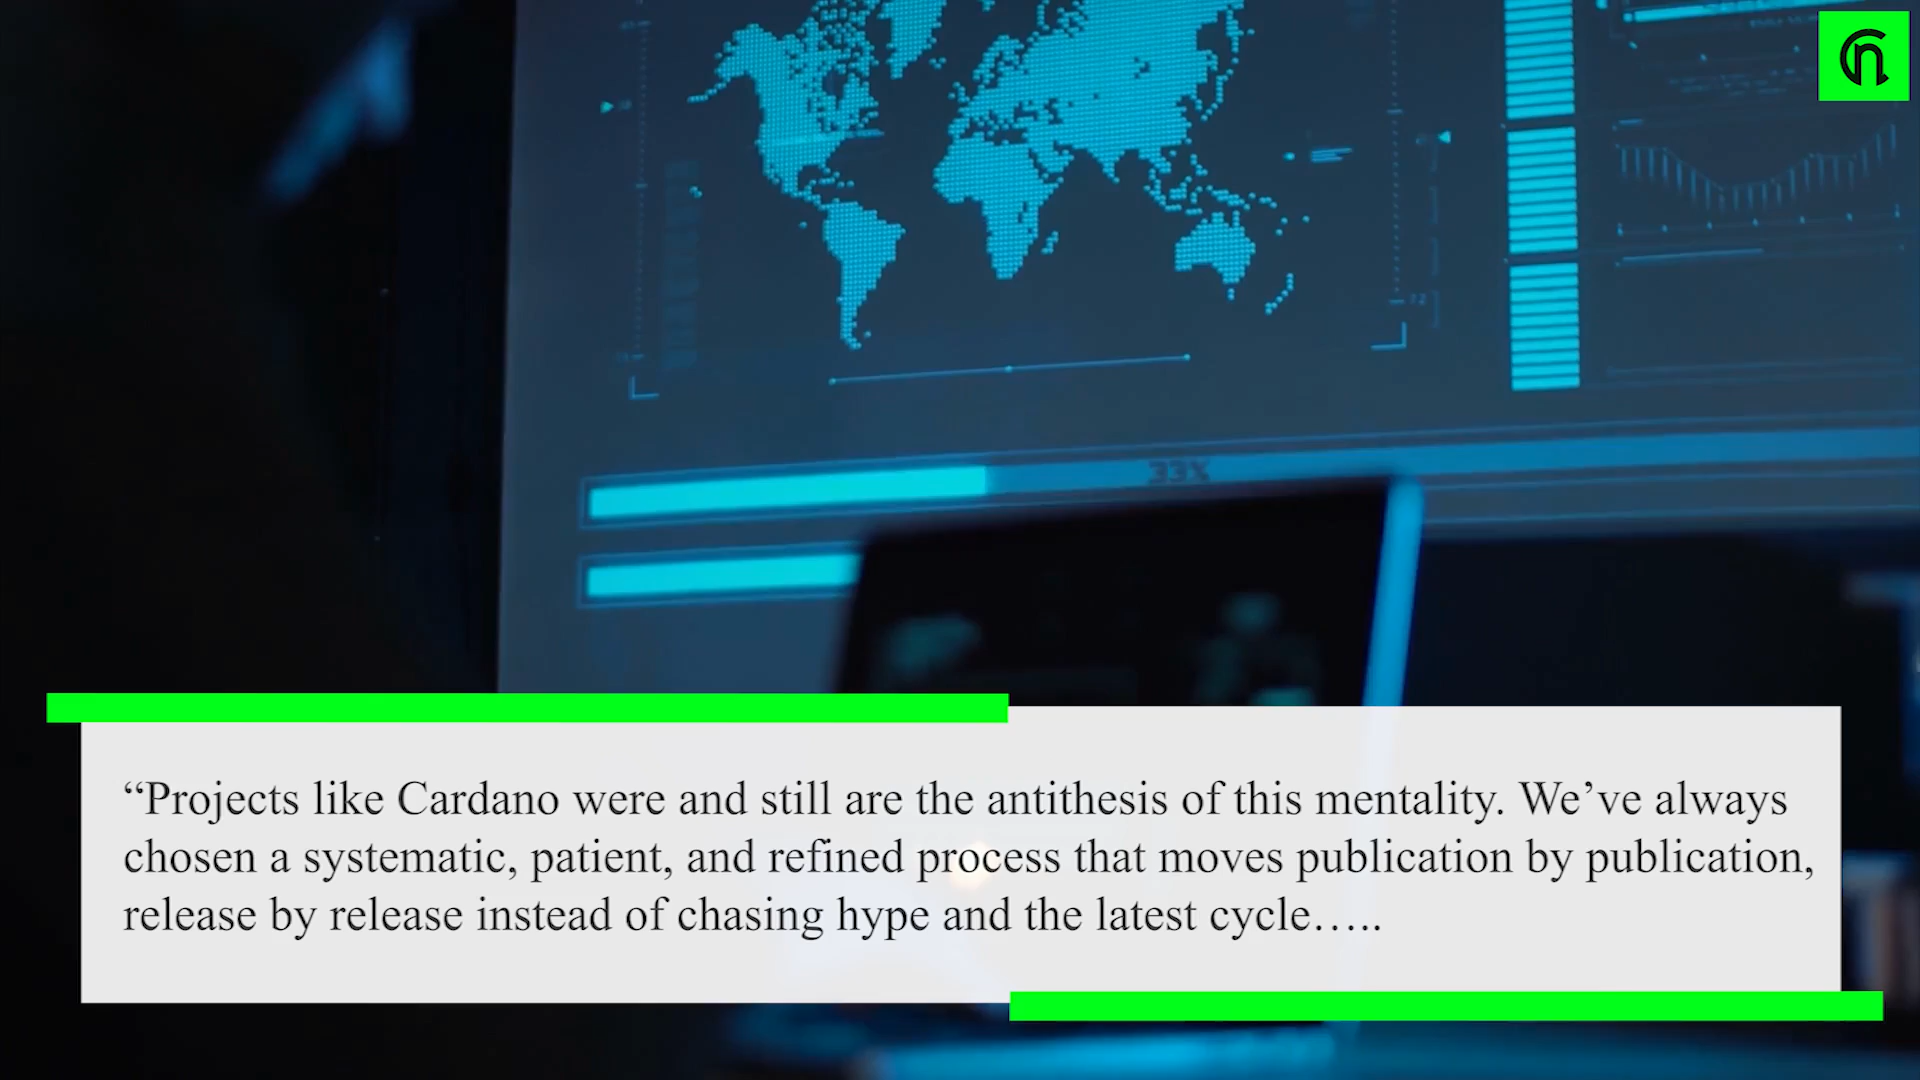 33%
“Projects like Cardano were and still are the antithesis of this mentality. We’ve always
chosen a systematic, patient, and refined process that moves publication by publication,
release by release instead of chasing hype and the latest cycle…..